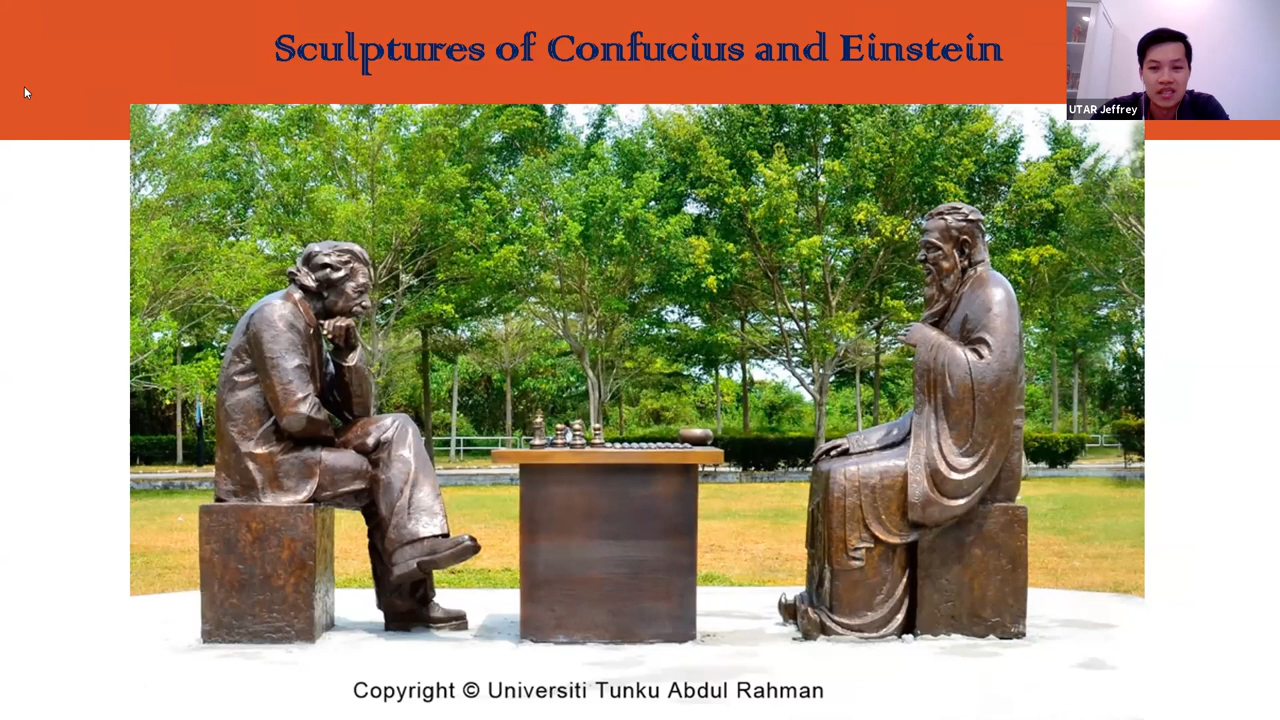 Sculptures of Confucius and Einstein
UTAR Jeffrey
Copyright © Universiti Tunku Abdul Rahman